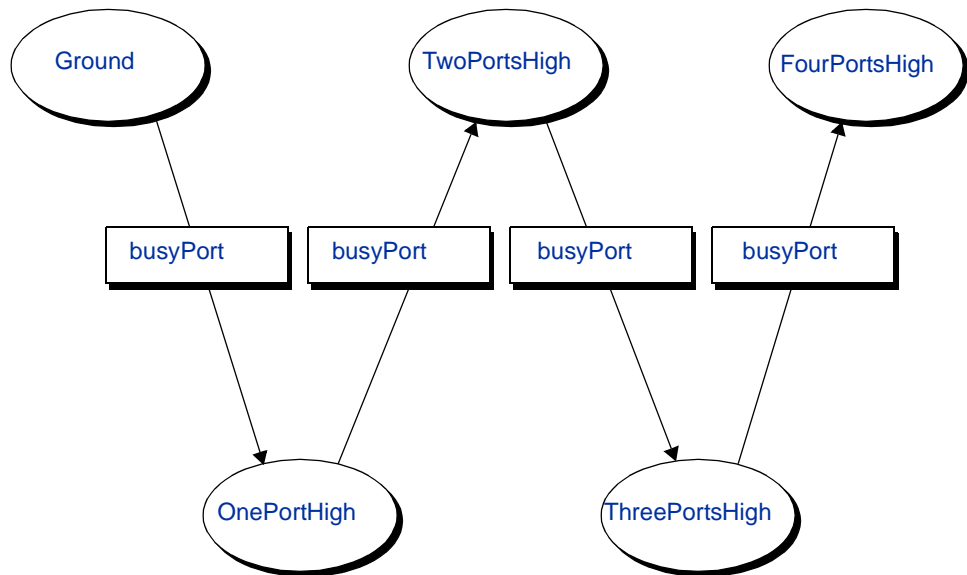 Ground
TwoPortsHigh
FourPortsHigh
busyPort
busyPort
busyPort
busyPort
OnePortHigh
ThreePortsHigh